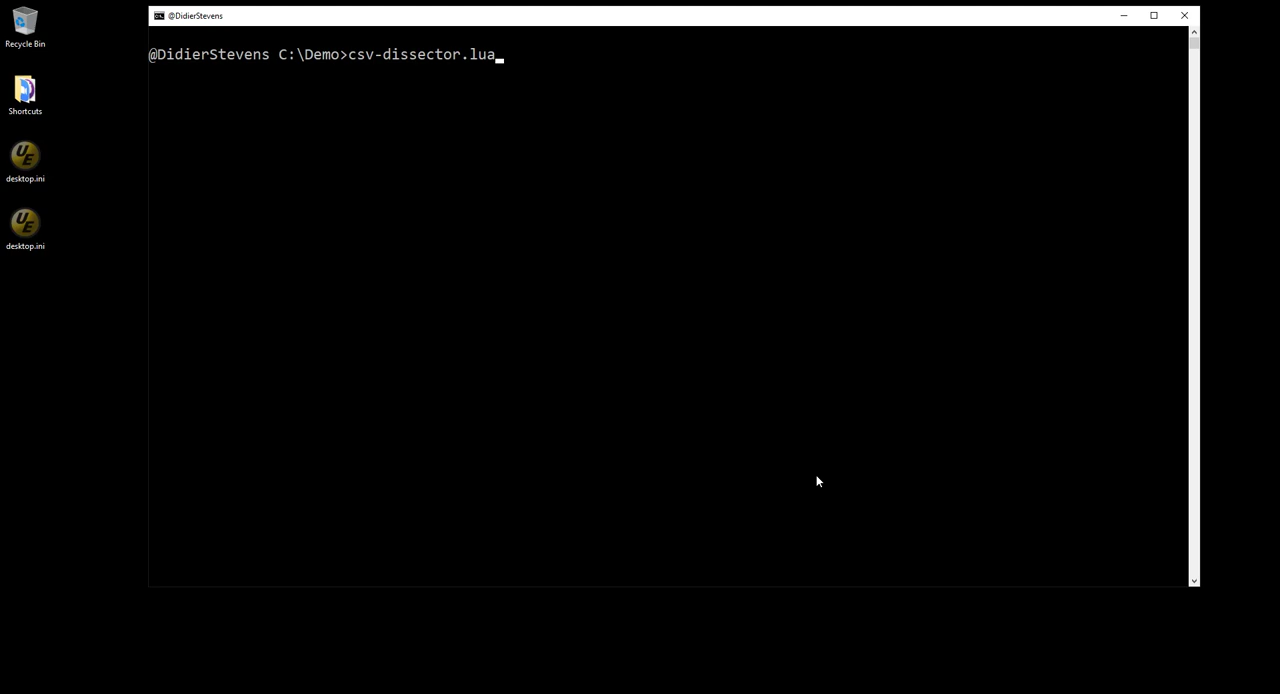 @DidierStevens
@DidierStevens C:\Demo>csv-dissector.lua
Recycle Bin
Shortcuts
desktop.ini
desktop.ini